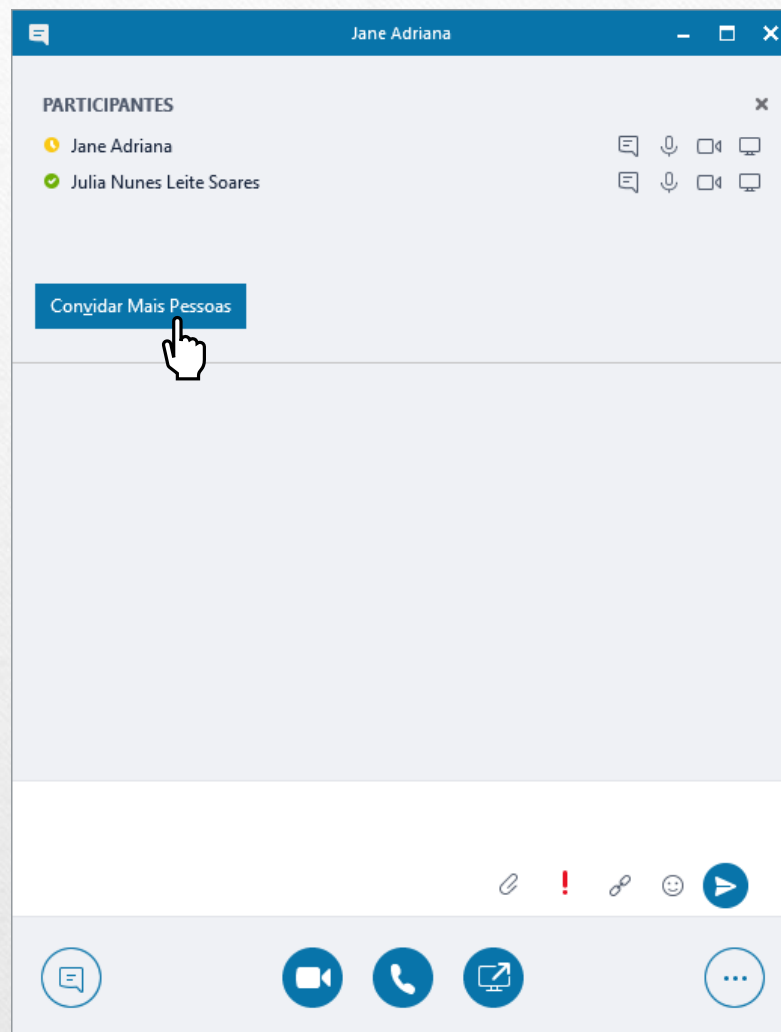 Jane Adriana
PARTICIPANTES
Jane Adriana
Julia Nunes Leite Soares
Convidar Mais Pessoas